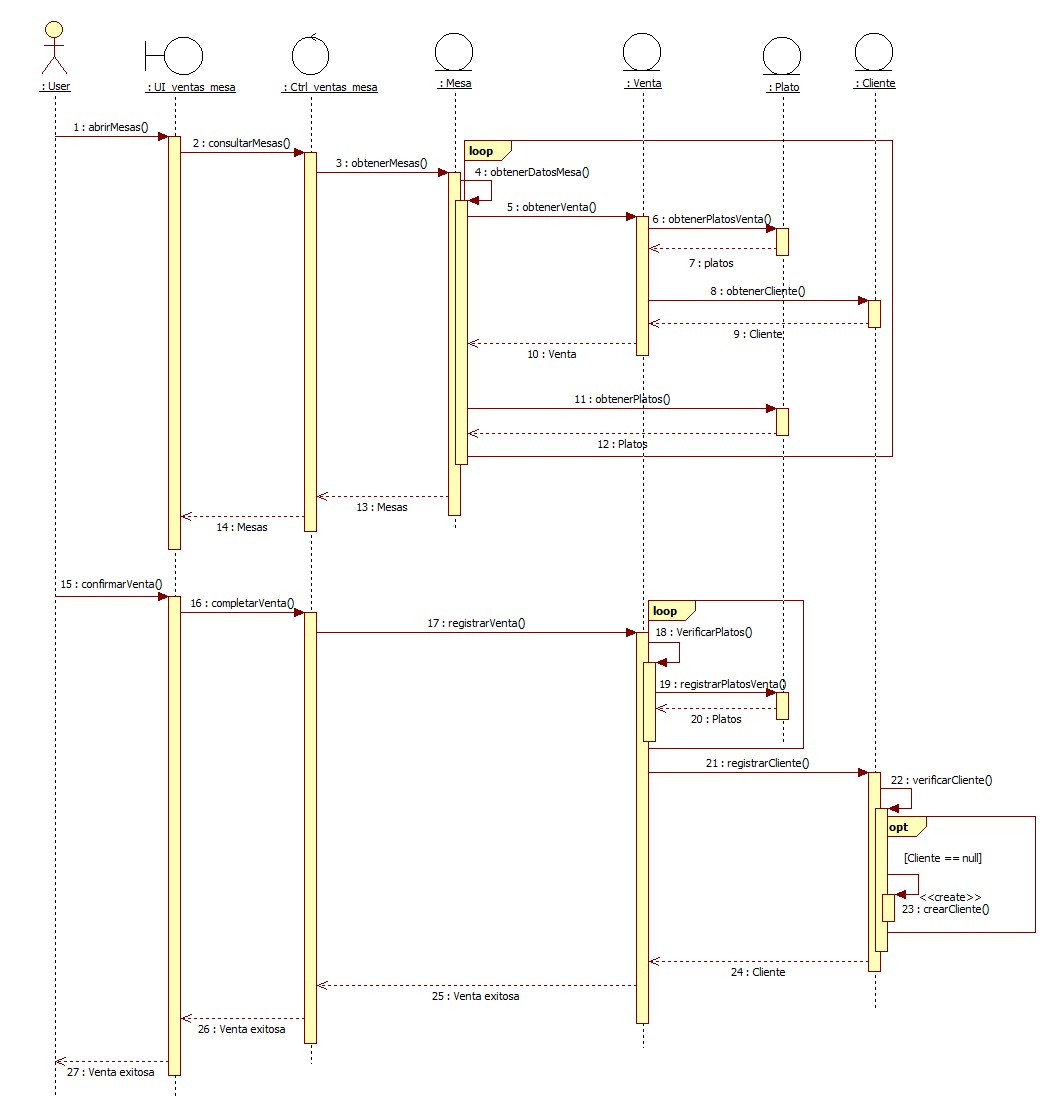 : User
: UI_ventas_mesa
: Ctrl_ventas_mesa
: Mesa
: Venta
: Plato
: Cliente
1 : abrirMesas()
2 : consultarMesas()
loop
3 : obtenerMesas()
4 : obtenerDatosMesa()
5 : obtenerVenta()
6 : obtenerPlatosVenta()
7 : platos
8 : obtenerCliente()
9 : Cliente
10 : Venta
11 : obtenerPlatos()
12 : Platos
13 : Mesas
14 : Mesas
15 : confirmarVenta()
16 : completarVenta()
loop
17 : registrarVenta()
18 : VerificarPlatos()
19 : registrarPlatosVenta()
20 : Platos
21 : registrarCliente()
22 : verificarCliente()
opt
[Cliente == null]
<<create>>
23 : crearCliente()
24 : Cliente
25 : Venta exitosa
26 : Venta exitosa
27 : Venta exitosa